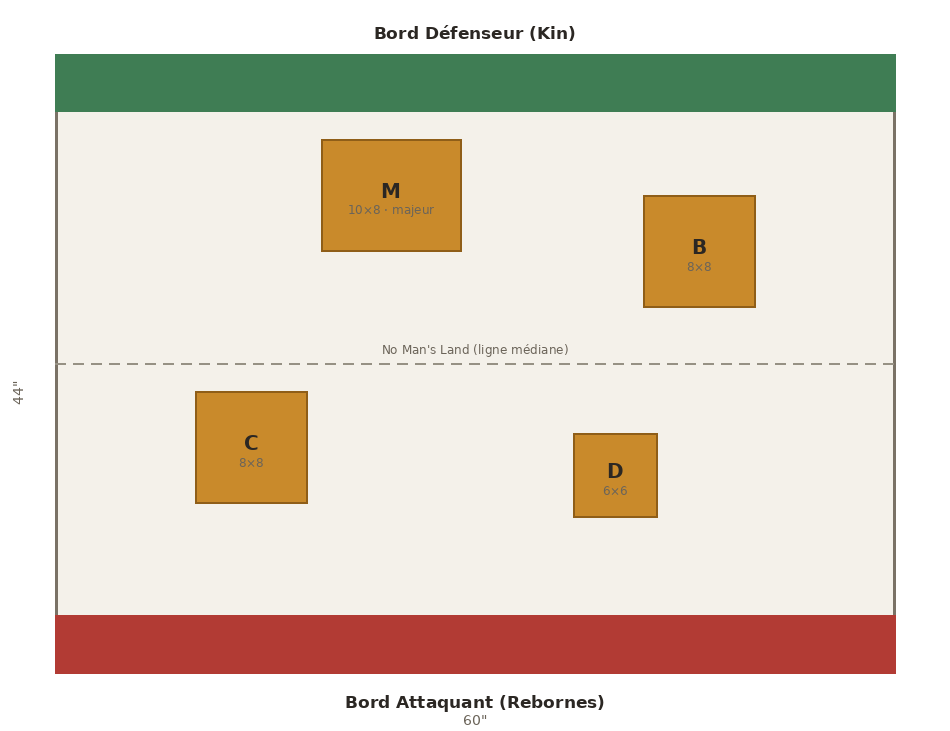 Bord Défenseur (Kin)
M
10×8 · majeur
B
8×8
No Man's Land (ligne médiane)
44"
C
8×8
D
6×6
Bord Attaquant (Rebornes)
60"